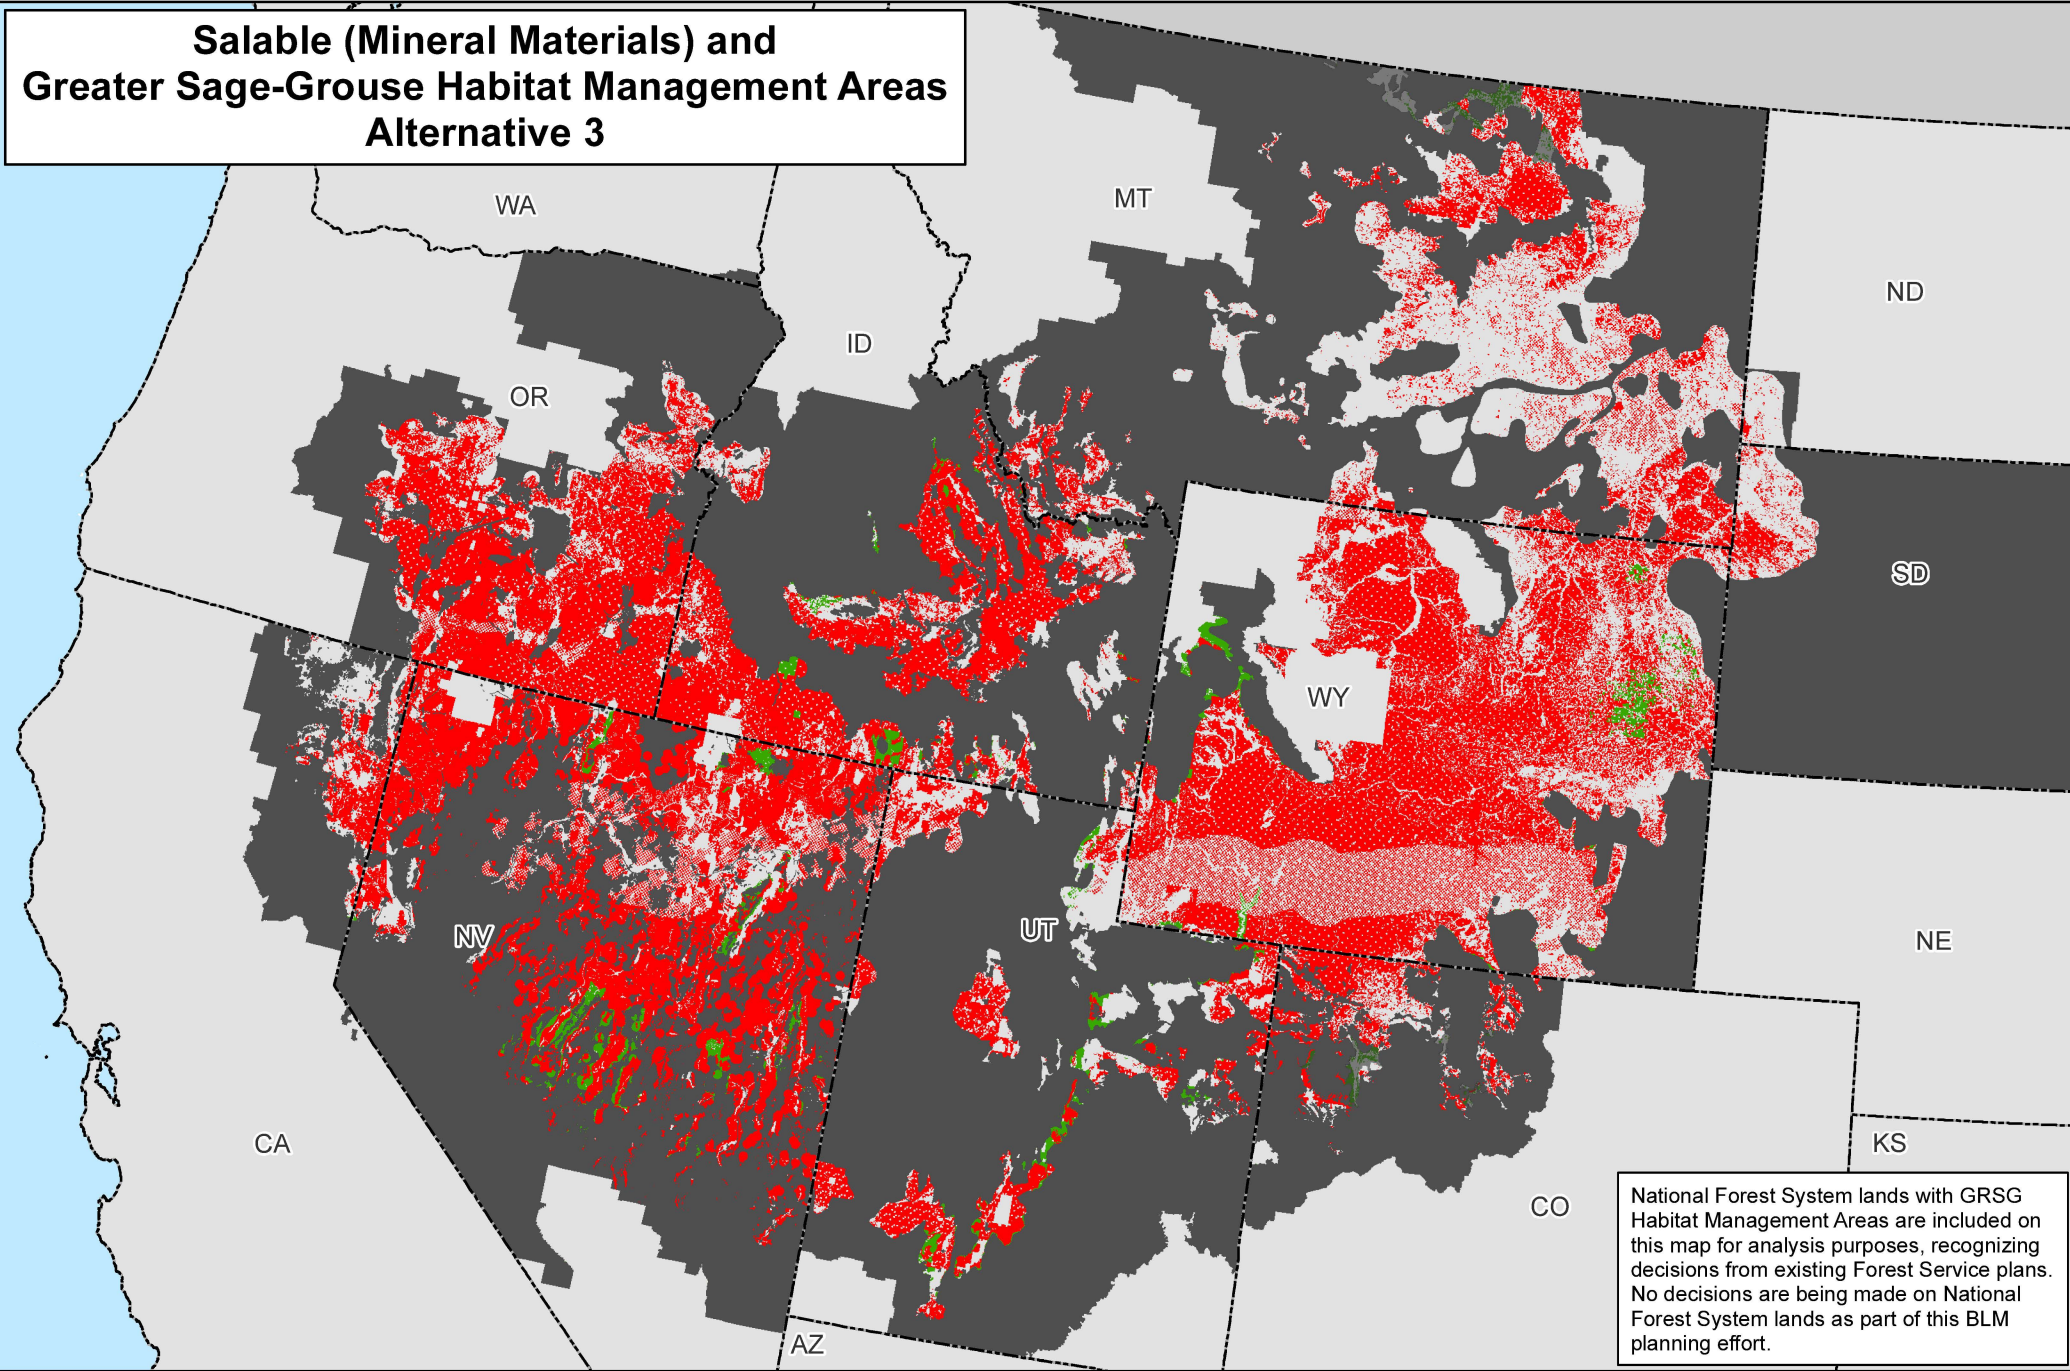 Salable (Mineral Materials) and
Greater Sage-Grouse Habitat Management Areas
Alternative 3
WA
MT
ND
ID
OR
SD
WY
NV
UT
NE
CA
KS
CO
AZ
National Forest System lands with GRSG
Habitat Management Areas are included on
this map for analysis purposes, recognizing
decisions from existing Forest Service plans.
No decisions are being made on National
Forest System lands as part of this BLM
planning effort.